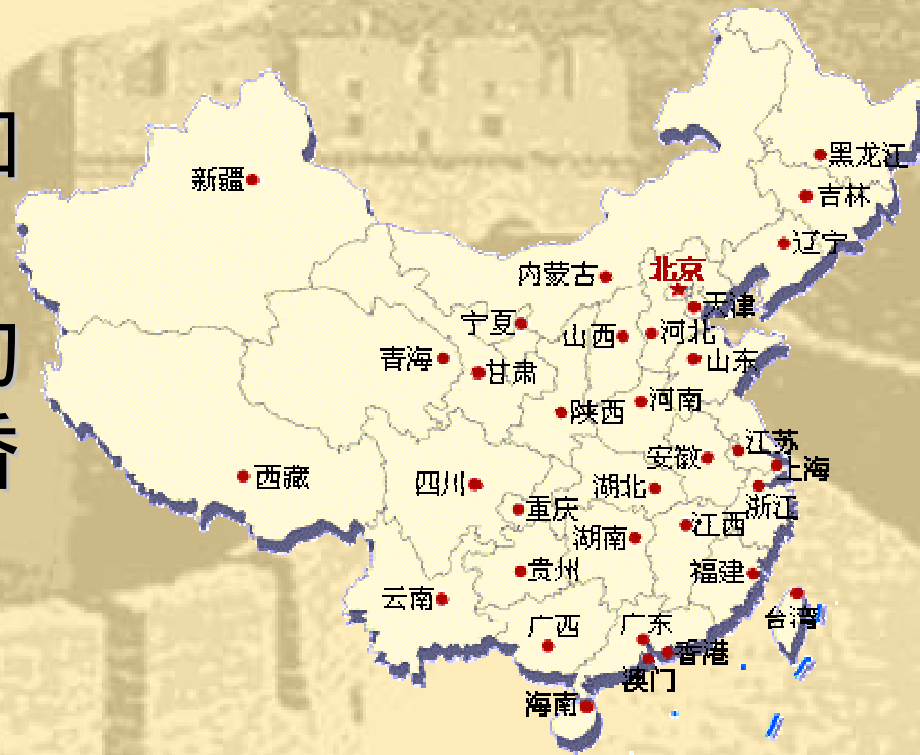 黑龙江
新疆
吉林
辽宁
内蒙古
北京
天津
宁夏
山西
河北
青海
甘肃
山东
陕西
河南
江苏
安徽
上海
西藏
四川
湖北
浙江
重庆
江西
湖南
贵州
福建
云南
台湾
广西
广东
香港
澳门
海南